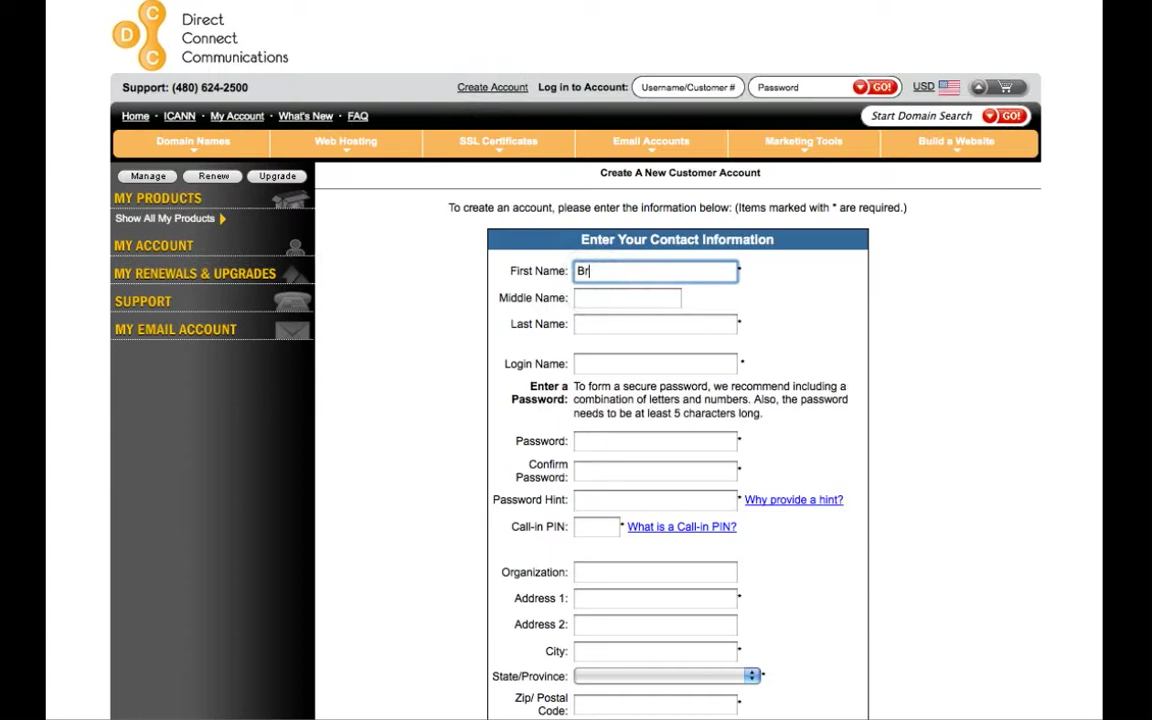 C
D
C
Direct
Connect
Communications
Support: (480) 624-2500
Create Account
Log in to Account:
Username/Customer #
Password
GO!
USD
Home · ICANN · My Account · What's New · FAQ
Start Domain Search
GO!
Domain Names
Web Hosting
SSL Certificates
Email Accounts
Marketing Tools
Build a Website
Manage
Renew
Upgrade
MY PRODUCTS
Show All My Products
MY ACCOUNT
MY RENEWALS & UPGRADES
SUPPORT
MY EMAIL ACCOUNT
Create A New Customer Account
To create an account, please enter the information below: (Items marked with * are required.)
Enter Your Contact Information
First Name: Br *
Middle Name:
Last Name: *
Login Name: *
Enter a Password: To form a secure password, we recommend including a
combination of letters and numbers. Also, the password
needs to be at least 5 characters long.
Password: *
Confirm
Password: *
Password Hint: * Why provide a hint?
Call-in PIN: * What is a Call-in PIN?
Organization:
Address 1: *
Address 2:
City: *
State/Province: *
Zip/ Postal
Code: *